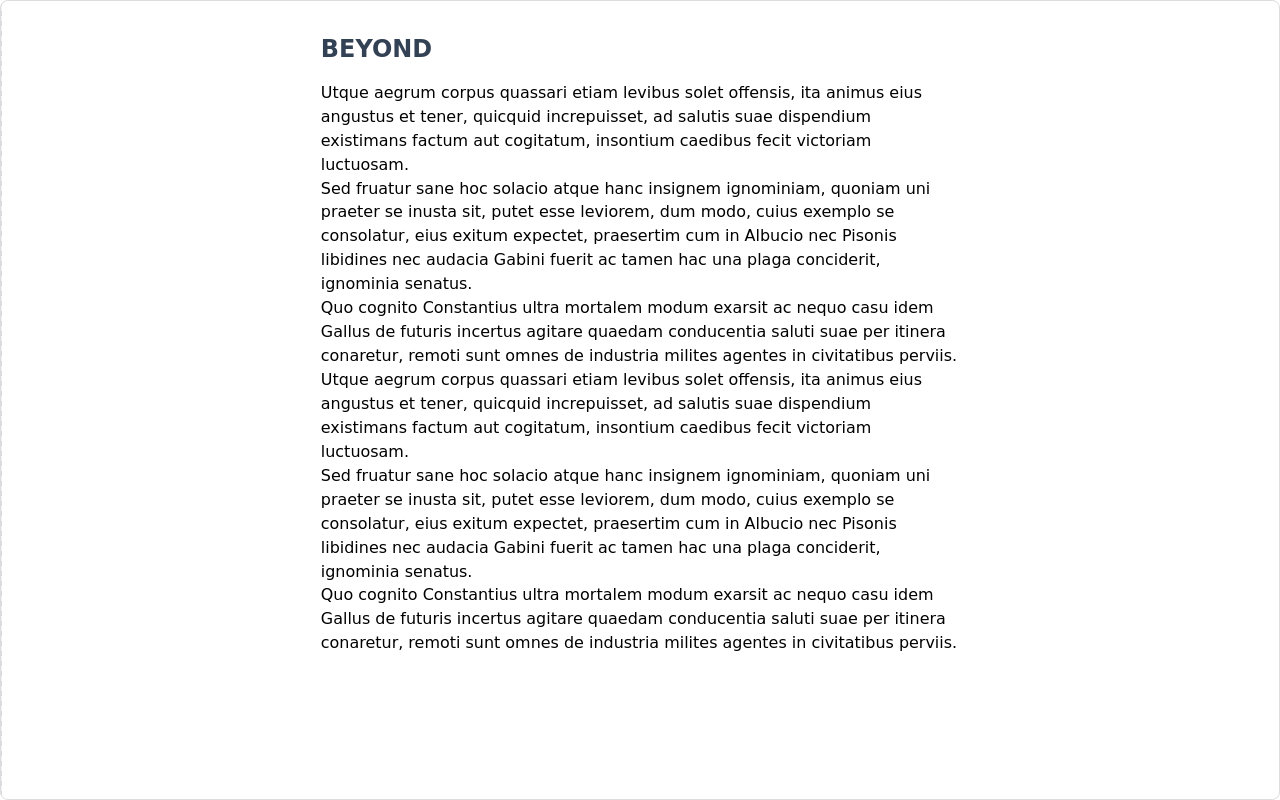 BEYOND
Utque aegrum corpus quassari etiam levibus solet offensis, ita animus eius
angustus et tener, quicquid increpuisset, ad salutis suae dispendium
existimans factum aut cogitatum, insontium caedibus fecit victoriam
luctuosam.
Sed fruatur sane hoc solacio atque hanc insignem ignominiam, quoniam uni
praeter se inusta sit, putet esse leviorem, dum modo, cuius exemplo se
consolatur, eius exitum expectet, praesertim cum in Albucio nec Pisonis
libidines nec audacia Gabini fuerit ac tamen hac una plaga conciderit,
ignominia senatus.
Quo cognito Constantius ultra mortalem modum exarsit ac nequo casu idem
Gallus de futuris incertus agitare quaedam conducentia saluti suae per itinera
conaretur, remoti sunt omnes de industria milites agentes in civitatibus perviis.
Utque aegrum corpus quassari etiam levibus solet offensis, ita animus eius
angustus et tener, quicquid increpuisset, ad salutis suae dispendium
existimans factum aut cogitatum, insontium caedibus fecit victoriam
luctuosam.
Sed fruatur sane hoc solacio atque hanc insignem ignominiam, quoniam uni
praeter se inusta sit, putet esse leviorem, dum modo, cuius exemplo se
consolatur, eius exitum expectet, praesertim cum in Albucio nec Pisonis
libidines nec audacia Gabini fuerit ac tamen hac una plaga conciderit,
ignominia senatus.
Quo cognito Constantius ultra mortalem modum exarsit ac nequo casu idem
Gallus de futuris incertus agitare quaedam conducentia saluti suae per itinera
conaretur, remoti sunt omnes de industria milites agentes in civitatibus perviis.